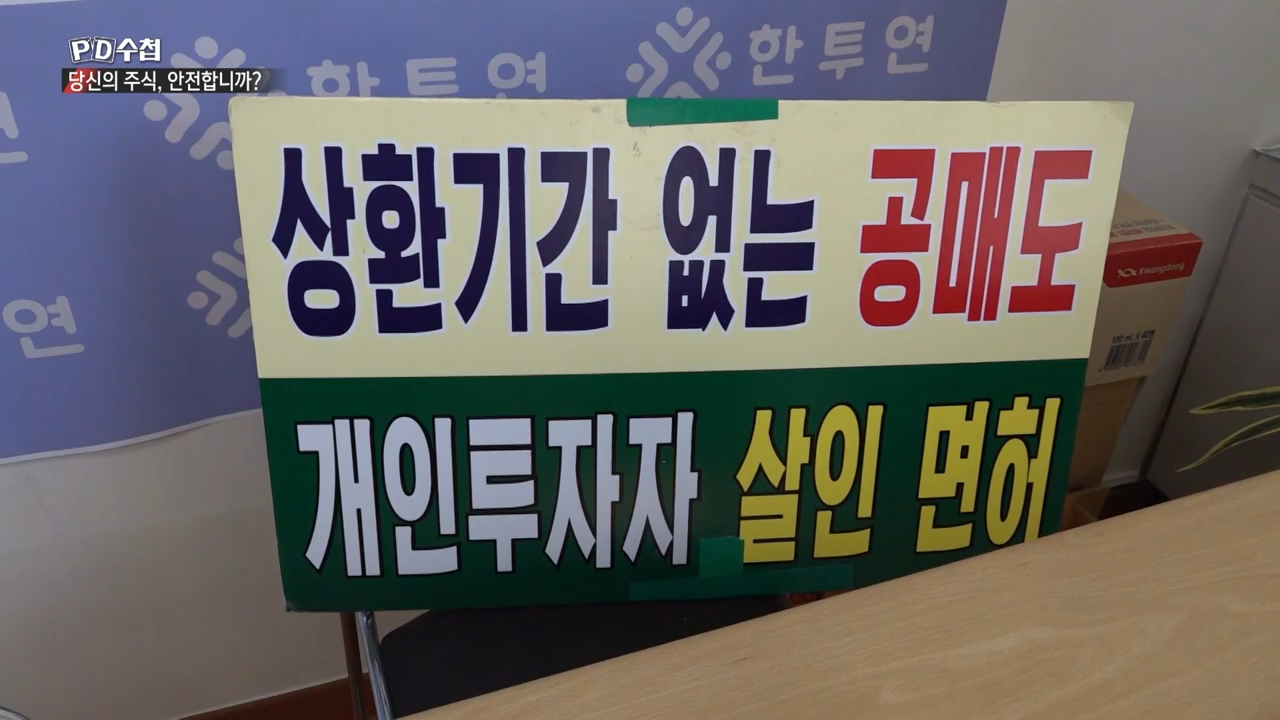 PD수첩
당신의 주식, 안전합니까?
한투연
한투연
연
상환기간 없는 공매도
개인투자자 살인 면허
Kwangdong